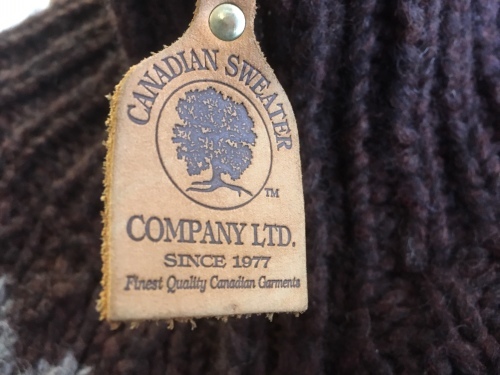 CANADIAN SWEATER
TM
COMPANY LTD.
SINCE 1977
Finest Quality Canadian Garments